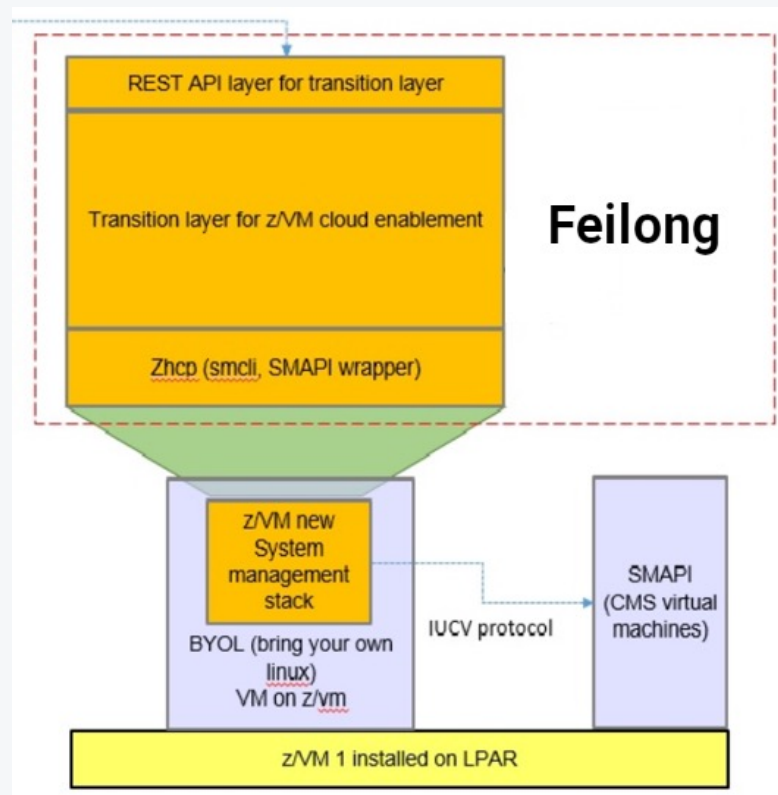 REST API layer for transition layer
Transition layer for z/VM cloud enablement
Feilong
Zhcp (smcli, SMAPI wrapper)
z/VM new
System
management
stack
BYOL (bring your own
linux)
VM on z/vm
IUCV protocol
SMAPI
(CMS virtual
machines)
z/VM 1 installed on LPAR